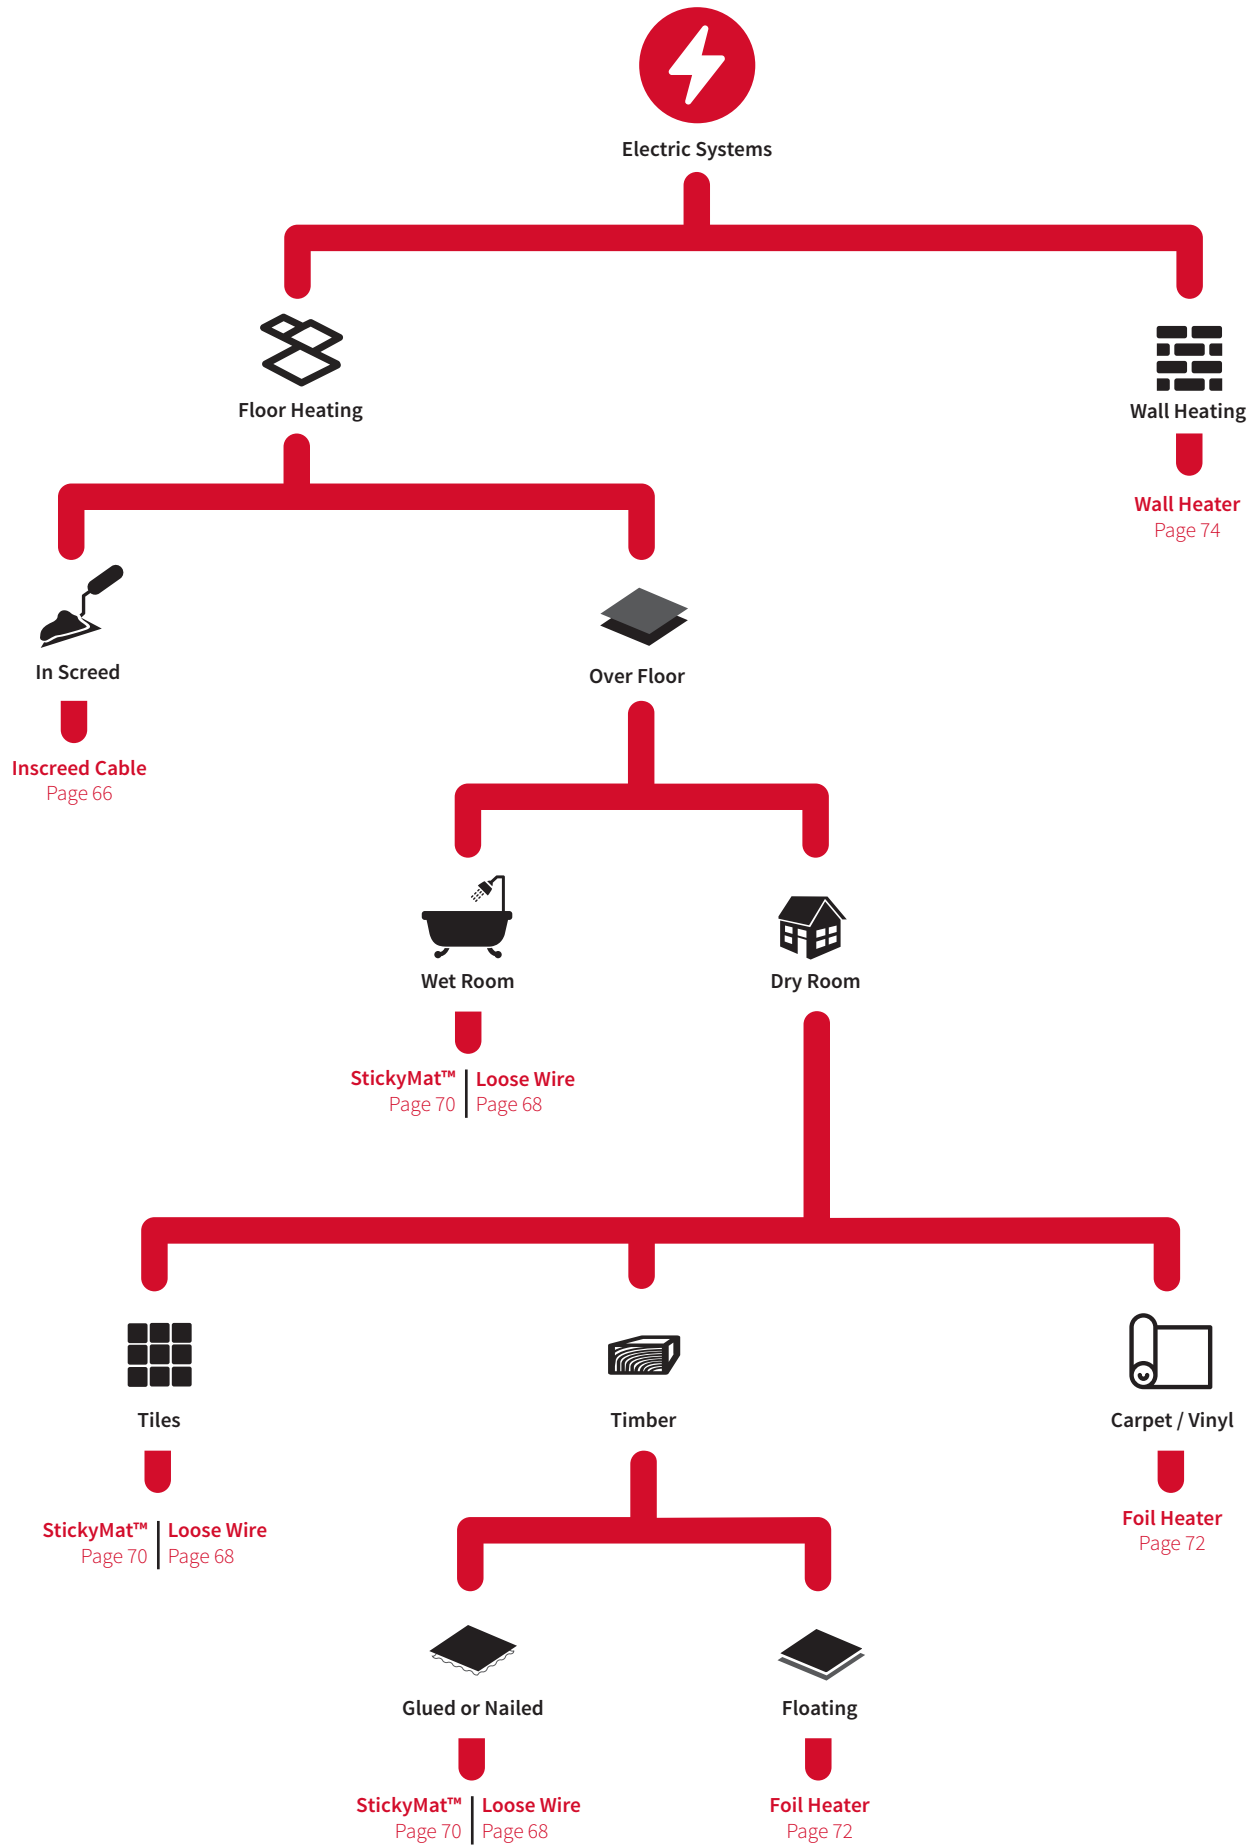 Electric Systems
Floor Heating
Wall Heating
Wall Heater
Page 74
In Screed
Over Floor
Inscreed Cable
Page 66
Wet Room
Dry Room
StickyMat™ Loose Wire
Page 70 Page 68
Tiles
Timber
Carpet / Vinyl
StickyMat™ Loose Wire
Page 70 Page 68
Foil Heater
Page 72
Glued or Nailed
Floating
StickyMat™ Loose Wire
Page 70 Page 68
Foil Heater
Page 72